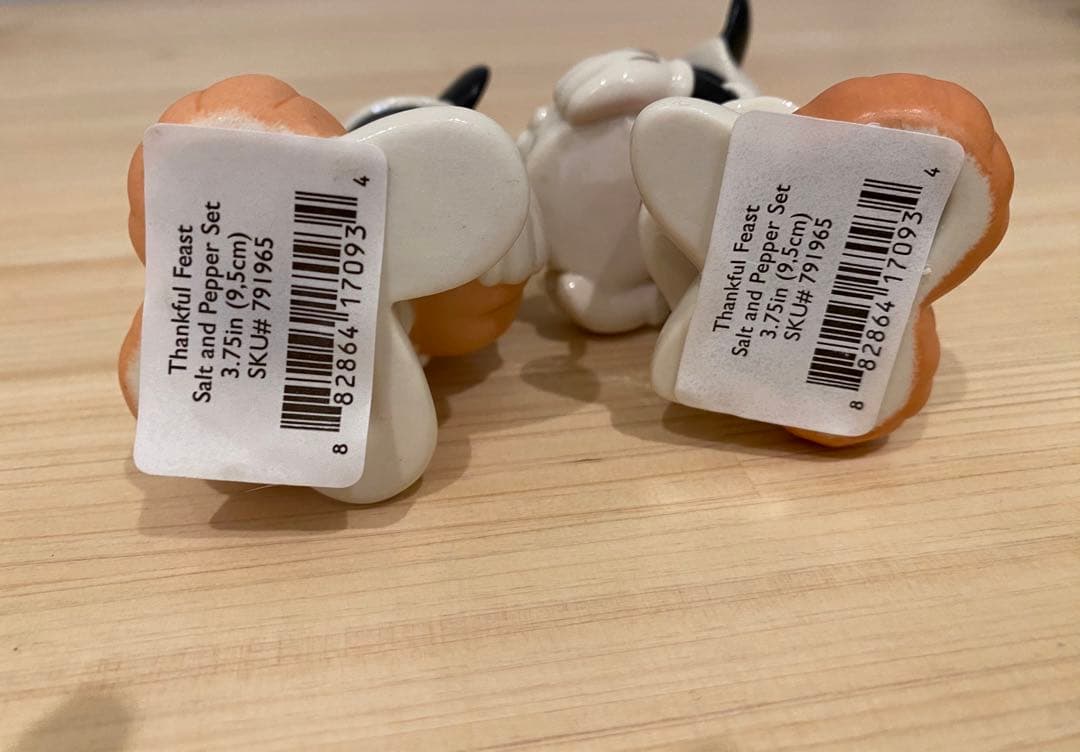 Thankful Feast
Salt and Pepper Set
3.75in (9,5cm)
SKU# 791965
8 82864 17093 4
Thankful Feast
Salt and Pepper Set
3.75in (9,5cm)
SKU# 791965
8 82864 17093 4